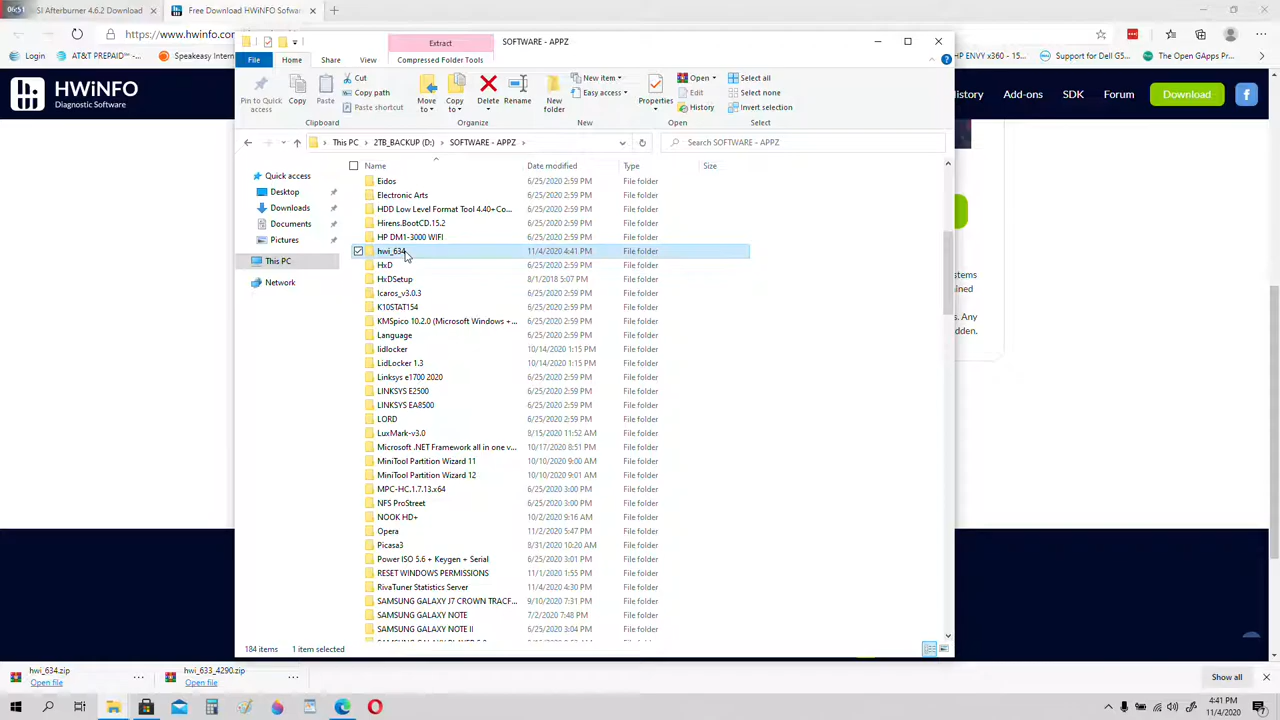 06:51
SI Afterburner 4.6.2 Download
Free Download HWiNFO Softwar
https://www.hwinfo.co
Login
AT&T PREPAID™
Speakeasy Intern
HP ENVY x360 - 15...
Support for Dell G5...
The Open GApps Pro...
HWiNFO
Diagnostic Software
History
Add-ons
SDK
Forum
Download
Extract
SOFTWARE - APPZ
File
Home
Share
View
Compressed Folder Tools
Pin to Quick access
Copy
Paste
Cut
Copy path
Paste shortcut
Move to
Copy to
Delete
Rename
New folder
New item
Easy access
Properties
Open
Edit
History
Select all
Select none
Invert selection
Clipboard
Organize
New
Open
Select
This PC > 2TB_BACKUP (D:) > SOFTWARE - APPZ >
Search SOFTWARE - APPZ
Name
Date modified
Type
Size
Quick access
Desktop
Downloads
Documents
Pictures
This PC
Network
Eidos 6/25/2020 2:59 PM File folder
Electronic Arts 6/25/2020 2:59 PM File folder
HDD Low Level Format Tool 4.40+Co... 6/25/2020 2:59 PM File folder
Hirens.BootCD.15.2 6/25/2020 2:59 PM File folder
HP DM1-3000 WIFI 6/25/2020 2:59 PM File folder
hwi_634 11/4/2020 4:41 PM File folder
HxD 6/25/2020 2:59 PM File folder
HxDSetup 8/1/2018 5:07 PM File folder
Icaros_v3.0.3 6/25/2020 2:59 PM File folder
K10STAT154 6/25/2020 2:59 PM File folder
KMSpico 10.2.0 (Microsoft Windows +... 6/25/2020 2:59 PM File folder
Language 6/25/2020 2:59 PM File folder
lidlocker 10/14/2020 1:15 PM File folder
LidLocker 1.3 10/14/2020 1:15 PM File folder
Linksys e1700 2020 6/25/2020 2:59 PM File folder
LINKSYS E2500 6/25/2020 2:59 PM File folder
LINKSYS EA8500 6/25/2020 2:59 PM File folder
LORD 6/25/2020 2:59 PM File folder
LuxMark-v3.0 8/15/2020 11:52 AM File folder
Microsoft .NET Framework all in one v... 10/17/2020 8:51 PM File folder
MiniTool Partition Wizard 11 10/10/2020 9:00 AM File folder
MiniTool Partition Wizard 12 10/10/2020 9:01 AM File folder
MPC-HC.1.7.13.x64 6/25/2020 3:00 PM File folder
NFS ProStreet 6/25/2020 3:00 PM File folder
NOOK HD+ 10/2/2020 9:16 AM File folder
Opera 11/2/2020 5:47 PM File folder
Picasa3 8/31/2020 10:20 AM File folder
Power ISO 5.6 + Keygen + Serial 6/25/2020 3:01 PM File folder
RESET WINDOWS PERMISSIONS 11/1/2020 1:55 PM File folder
RivaTuner Statistics Server 11/4/2020 4:30 PM File folder
SAMSUNG GALAXY J7 CROWN TRACF... 9/10/2020 7:31 PM File folder
SAMSUNG GALAXY NOTE 7/2/2020 7:48 PM File folder
SAMSUNG GALAXY NOTE II 6/25/2020 3:04 PM File folder
stems
ined
s. Any
dden.
184 items 1 item selected
hwi_634.zip
Open file
hwi_633_4290.zip
Open file
Show all
4:41 PM
11/4/2020